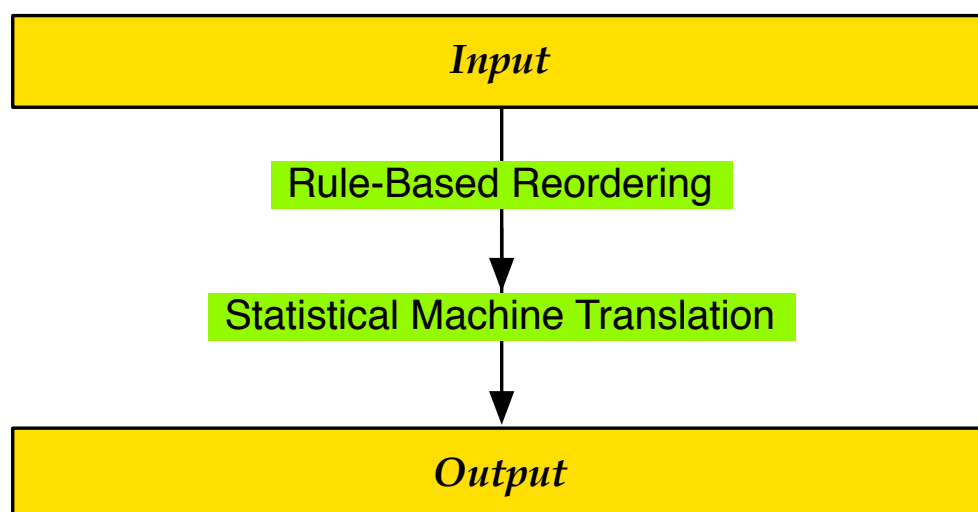 Input
Rule-Based Reordering
Statistical Machine Translation
Output